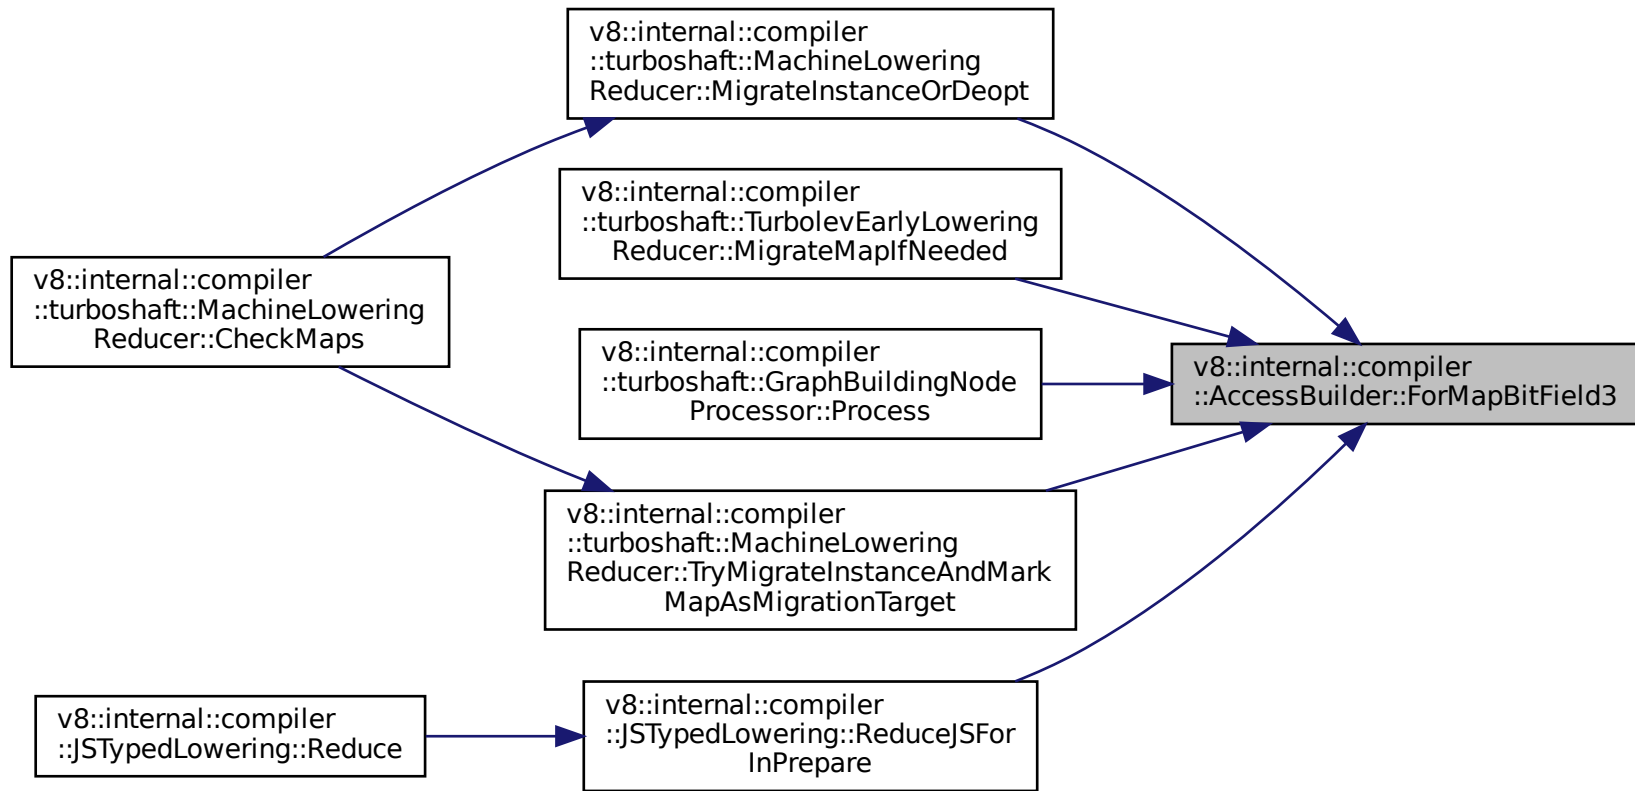 v8::internal::compiler
::turboshaft::MachineLowering
Reducer::MigrateInstanceOrDeopt
v8::internal::compiler
::turboshaft::TurbolevEarlyLowering
Reducer::MigrateMapIfNeeded
v8::internal::compiler
::turboshaft::MachineLowering
Reducer::CheckMaps
v8::internal::compiler
::turboshaft::GraphBuildingNode
Processor::Process
v8::internal::compiler
::AccessBuilder::ForMapBitField3
v8::internal::compiler
::turboshaft::MachineLowering
Reducer::TryMigrateInstanceAndMark
MapAsMigrationTarget
v8::internal::compiler
::JSTypedLowering::Reduce
v8::internal::compiler
::JSTypedLowering::ReduceJSFor
InPrepare